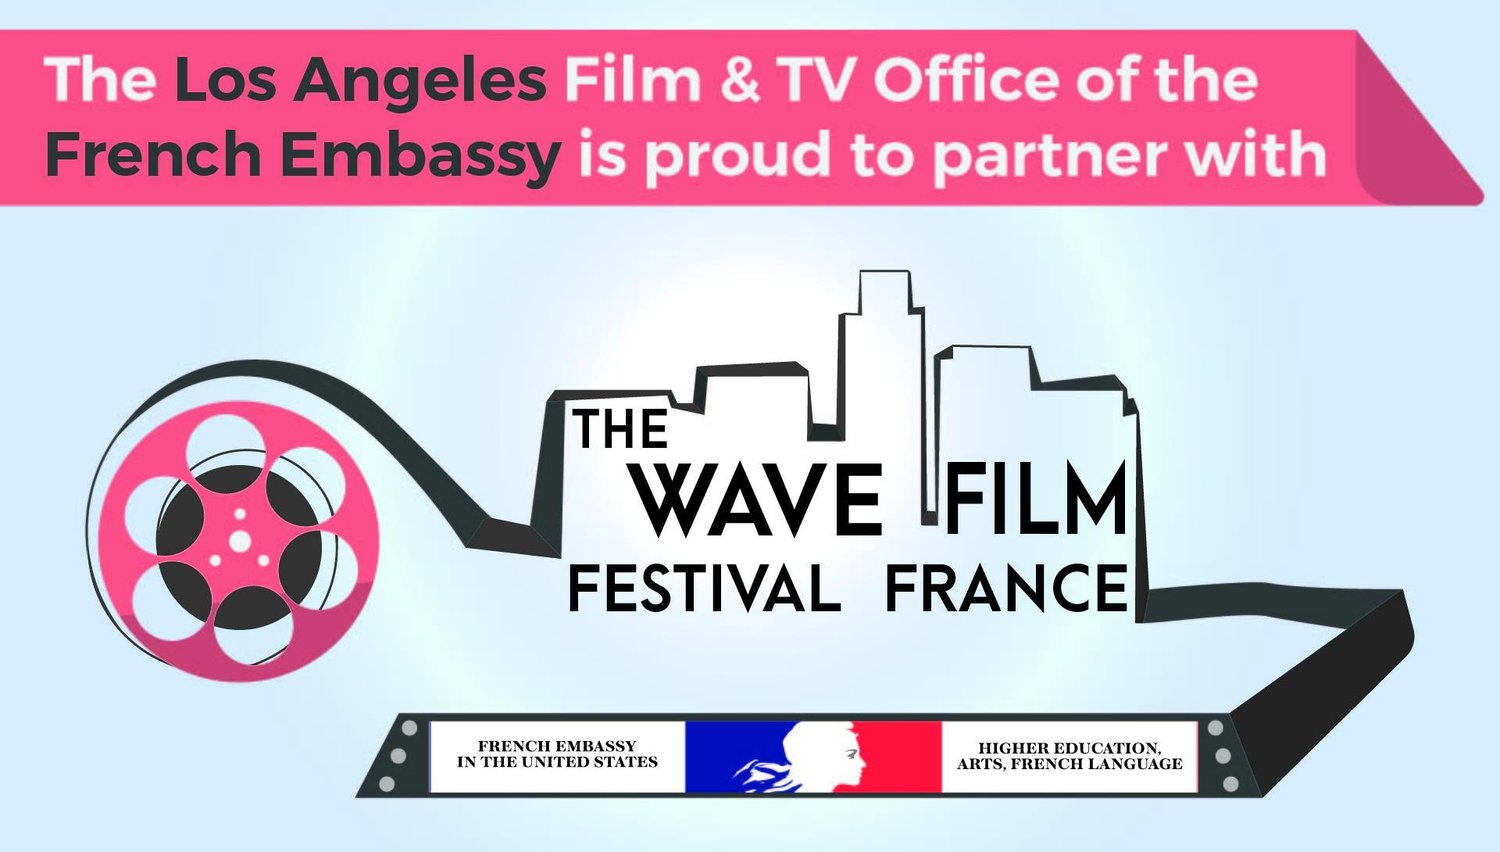 The Los Angeles Film & TV Office of the
French Embassy is proud to partner with
THE
WAVE FILM
FESTIVAL FRANCE
FRENCH EMBASSY
IN THE UNITED STATES
HIGHER EDUCATION,
ARTS, FRENCH LANGUAGE